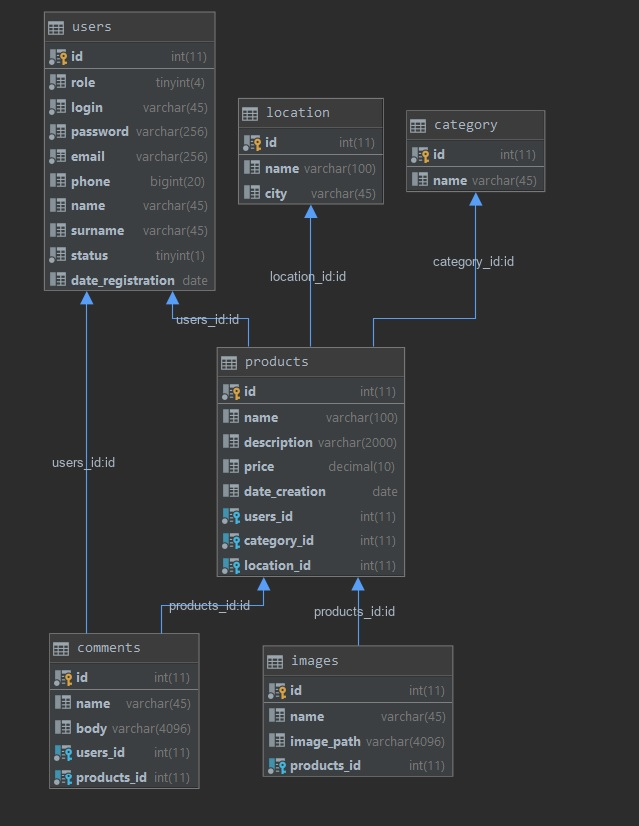 users
id int(11)
role tinyint(4)
login varchar(45)
password varchar(256)
email varchar(256)
phone bigint(20)
name varchar(45)
surname varchar(45)
status tinyint(1)
date_registration date
location
id int(11)
name varchar(100)
city varchar(45)
category
id int(11)
name varchar(45)
users_id:id
location_id:id
category_id:id
products
id int(11)
name varchar(100)
description varchar(2000)
price decimal(10)
date_creation date
users_id int(11)
category_id int(11)
location_id int(11)
users_id:id
products_id:id
products_id:id
comments
id int(11)
name varchar(45)
body varchar(4096)
users_id int(11)
products_id int(11)
images
id int(11)
name varchar(45)
image_path varchar(4096)
products_id int(11)